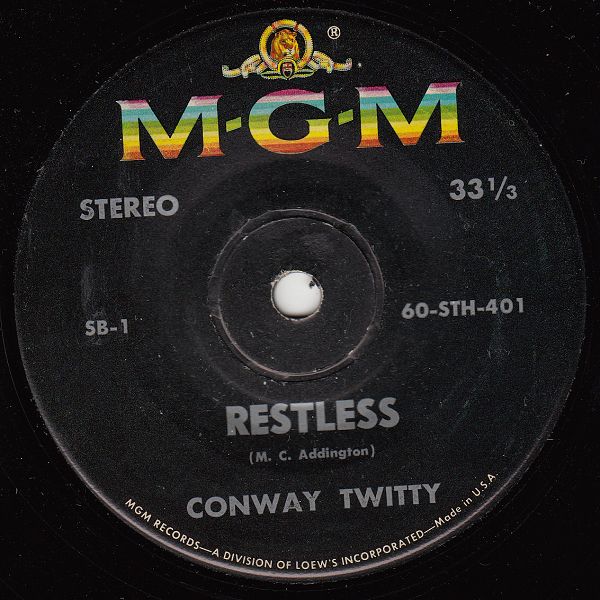 ®
M-G-M
STEREO
33 1/3
SB-1
60-STH-401
RESTLESS
(M. C. Addington)
CONWAY TWITTY
MGM RECORDS—A DIVISION OF LOEW'S INCORPORATED—Made in U.S.A.